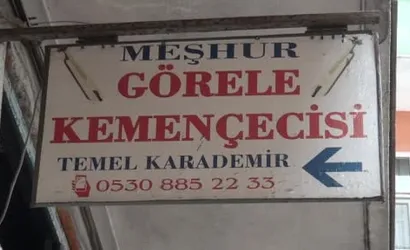 MEŞHUR
GÖRELE
KEMENÇECİSİ
TEMEL KARADEMİR
0530 885 22 33